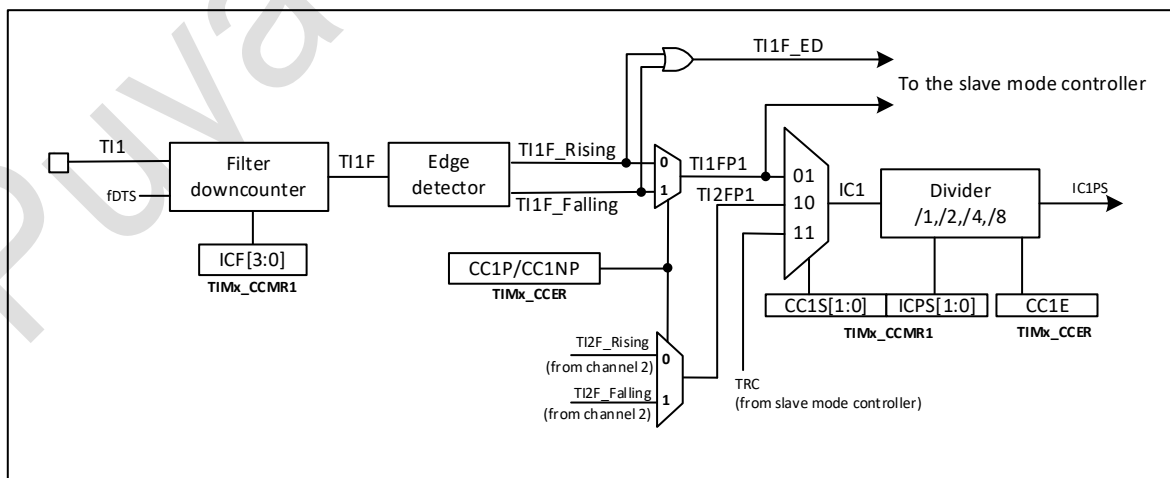 Puya
TI1F_ED
To the slave mode controller
TI1
Filter
downcounter
fDTS
TI1F
Edge
detector
TI1F_Rising
TI1F_Falling
0
1
TI1FP1
TI2FP1
01
10
11
IC1
Divider
/1,/2,/4,/8
IC1PS
ICF[3:0]
TIMx_CCMR1
CC1P/CC1NP
TIMx_CCER
CC1S[1:0]
ICPS[1:0]
TIMx_CCMR1
CC1E
TIMx_CCER
TI2F_Rising
(from channel 2)
TI2F_Falling
(from channel 2)
0
1
TRC
(from slave mode controller)